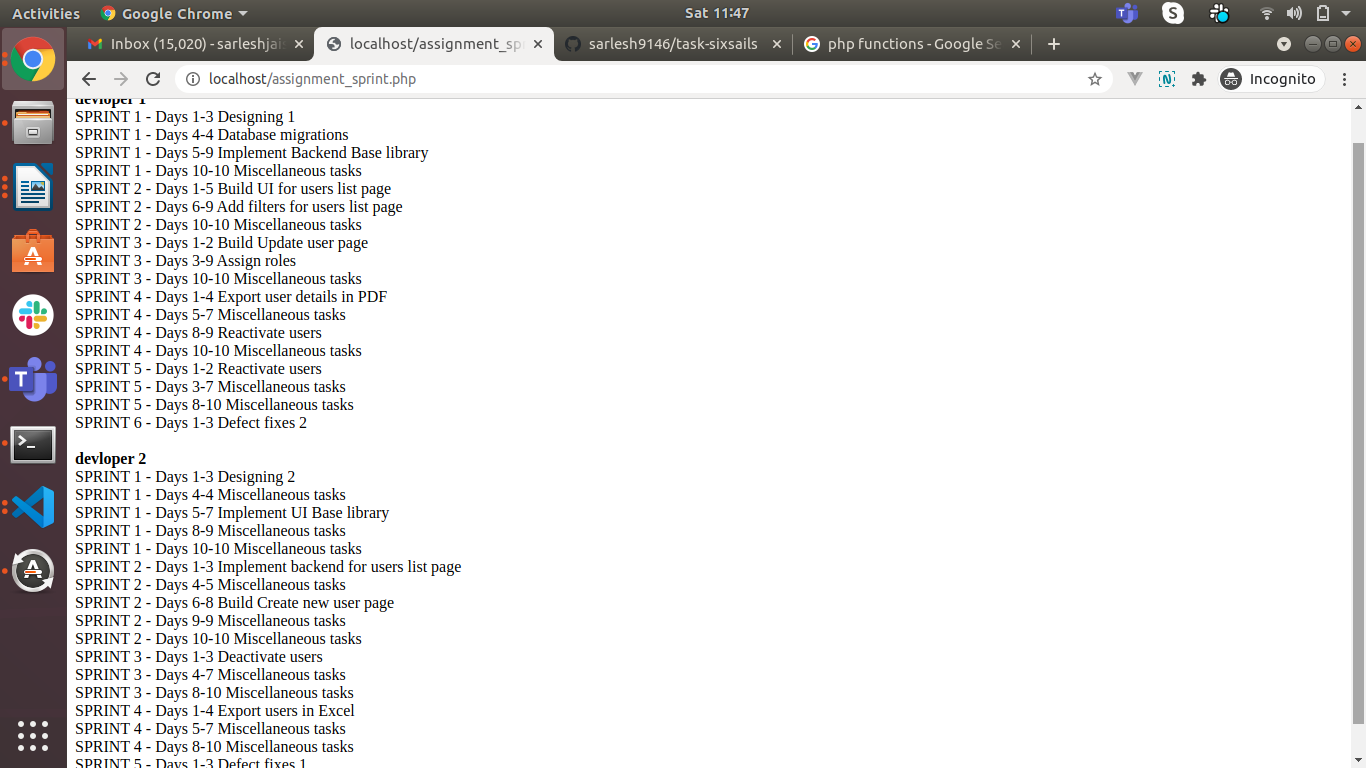 Activities
Google Chrome
Sat 11:47
Inbox (15,020) - sarleshjais
localhost/assignment_spr
sarlesh9146/task-sixsails
php functions - Google Se
localhost/assignment_sprint.php
Incognito
devloper 1
SPRINT 1 - Days 1-3 Designing 1
SPRINT 1 - Days 4-4 Database migrations
SPRINT 1 - Days 5-9 Implement Backend Base library
SPRINT 1 - Days 10-10 Miscellaneous tasks
SPRINT 2 - Days 1-5 Build UI for users list page
SPRINT 2 - Days 6-9 Add filters for users list page
SPRINT 2 - Days 10-10 Miscellaneous tasks
SPRINT 3 - Days 1-2 Build Update user page
SPRINT 3 - Days 3-9 Assign roles
SPRINT 3 - Days 10-10 Miscellaneous tasks
SPRINT 4 - Days 1-4 Export user details in PDF
SPRINT 4 - Days 5-7 Miscellaneous tasks
SPRINT 4 - Days 8-9 Reactivate users
SPRINT 4 - Days 10-10 Miscellaneous tasks
SPRINT 5 - Days 1-2 Reactivate users
SPRINT 5 - Days 3-7 Miscellaneous tasks
SPRINT 5 - Days 8-10 Miscellaneous tasks
SPRINT 6 - Days 1-3 Defect fixes 2
devloper 2
SPRINT 1 - Days 1-3 Designing 2
SPRINT 1 - Days 4-4 Miscellaneous tasks
SPRINT 1 - Days 5-7 Implement UI Base library
SPRINT 1 - Days 8-9 Miscellaneous tasks
SPRINT 1 - Days 10-10 Miscellaneous tasks
SPRINT 2 - Days 1-3 Implement backend for users list page
SPRINT 2 - Days 4-5 Miscellaneous tasks
SPRINT 2 - Days 6-8 Build Create new user page
SPRINT 2 - Days 9-9 Miscellaneous tasks
SPRINT 2 - Days 10-10 Miscellaneous tasks
SPRINT 3 - Days 1-3 Deactivate users
SPRINT 3 - Days 4-7 Miscellaneous tasks
SPRINT 3 - Days 8-10 Miscellaneous tasks
SPRINT 4 - Days 1-4 Export users in Excel
SPRINT 4 - Days 5-7 Miscellaneous tasks
SPRINT 4 - Days 8-10 Miscellaneous tasks
SPRINT 5 - Days 1-3 Defect fixes 1